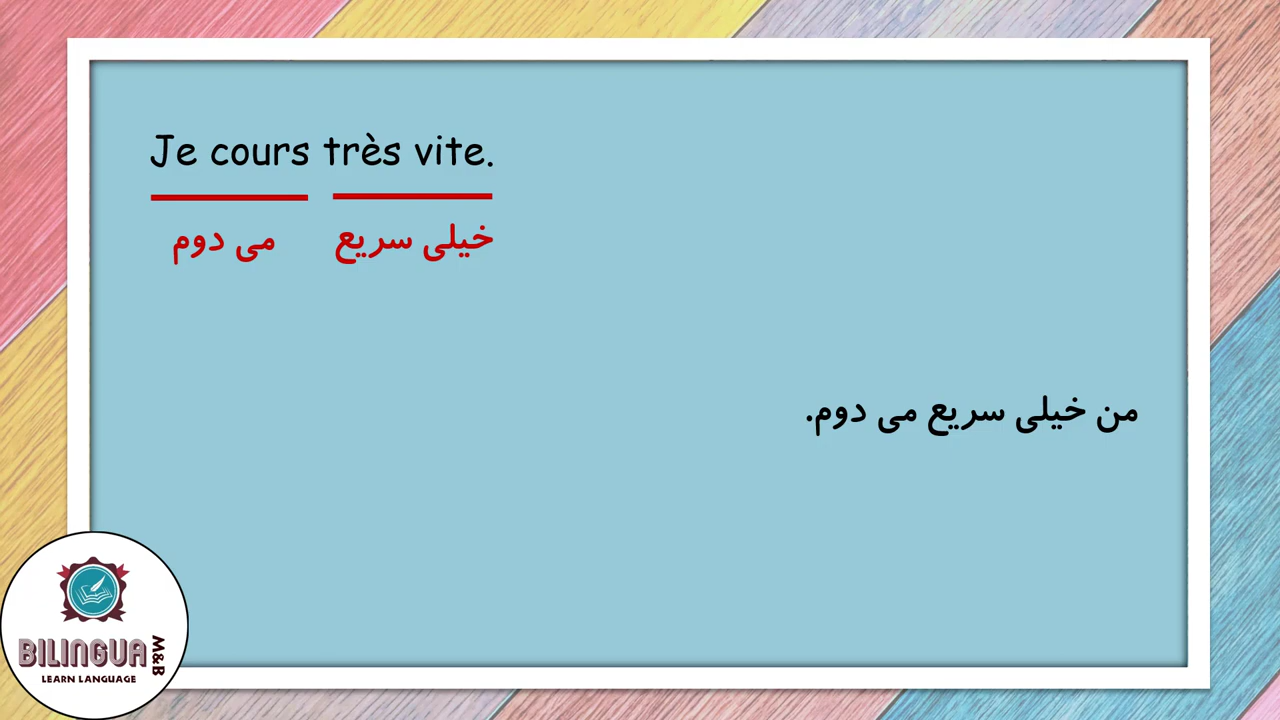 Je cours très vite.
می دوم خیلی سریع
من خیلی سریع می دوم.
BILINGUA M&B
LEARN LANGUAGE